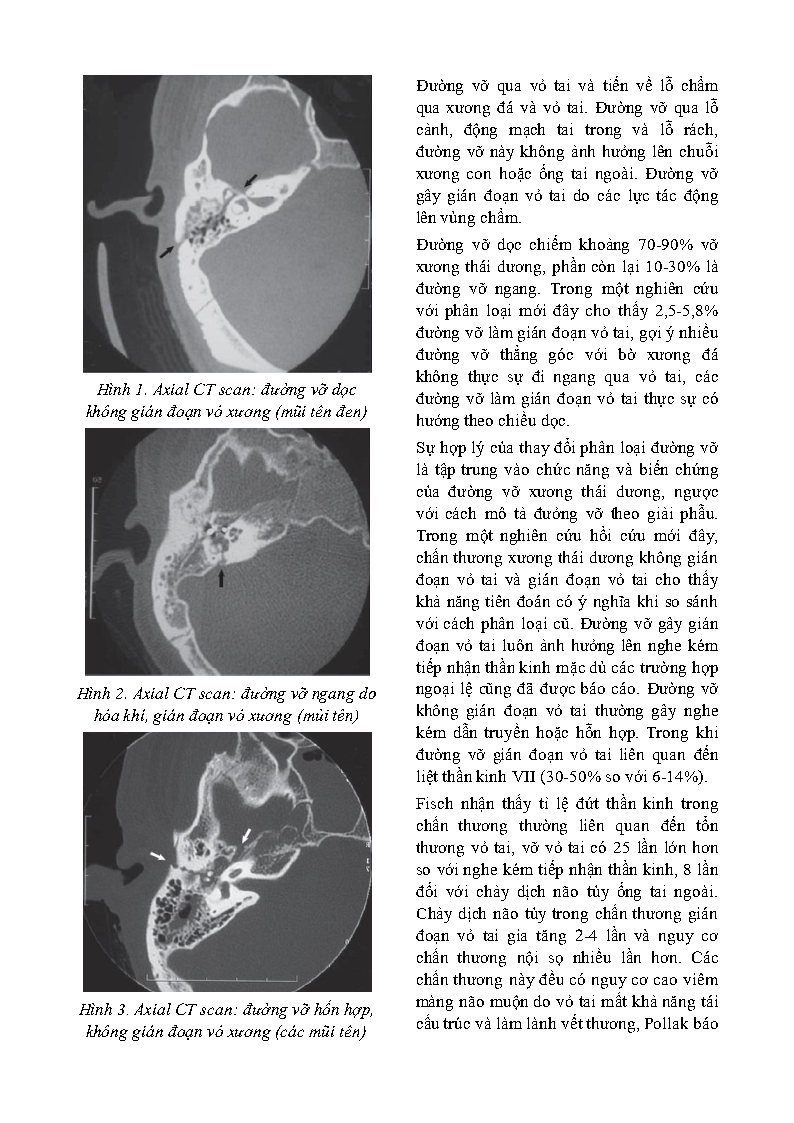 Hình 1. Axial CT scan: đường vỡ dọc
không gián đoạn vỏ xương (mũi tên đen)
Hình 2. Axial CT scan: đường vỡ ngang do
hỏa khí, gián đoạn vỏ xương (mũi tên)
Hình 3. Axial CT scan: đường vỡ hỗn hợp,
không gián đoạn vỏ xương (các mũi tên)
Đường vỡ qua vỏ tai và tiến về lỗ chẩm
qua xương đá và vỏ tai. Đường vỡ qua lỗ
cảnh, động mạch tai trong và lỗ rách,
đường vỡ này không ảnh hưởng lên chuỗi
xương con hoặc ống tai ngoài. Đường vỡ
gây gián đoạn vỏ tai do các lực tác động
lên vùng chẩm.
Đường vỡ dọc chiếm khoảng 70-90% vỡ
xương thái dương, phần còn lại 10-30% là
đường vỡ ngang. Trong một nghiên cứu
với phân loại mới đây cho thấy 2,5-5,8%
đường vỡ làm gián đoạn vỏ tai, gợi ý nhiều
đường vỡ thẳng góc với bờ xương đá
không thực sự đi ngang qua vỏ tai, các
đường vỡ làm gián đoạn vỏ tai thực sự có
hướng theo chiều dọc.
Sự hợp lý của thay đổi phân loại đường vỡ
là tập trung vào chức năng và biến chứng
của đường vỡ xương thái dương, ngược
với cách mô tả đường vỡ theo giải phẫu.
Trong một nghiên cứu hồi cứu mới đây,
chấn thương xương thái dương không gián
đoạn vỏ tai và gián đoạn vỏ tai cho thấy
khả năng tiên đoán có ý nghĩa khi so sánh
với cách phân loại cũ. Đường vỡ gây gián
đoạn vỏ tai luôn ảnh hưởng lên nghe kém
tiếp nhận thần kinh mặc dù các trường hợp
ngoại lệ cũng đã được báo cáo. Đường vỡ
không gián đoạn vỏ tai thường gây nghe
kém dẫn truyền hoặc hỗn hợp. Trong khi
đường vỡ gián đoạn vỏ tai liên quan đến
liệt thần kinh VII (30-50% so với 6-14%).
Fisch nhận thấy tỉ lệ đứt thần kinh trong
chấn thương thường liên quan đến tổn
thương vỏ tai, vỡ vỏ tai có 25 lần lớn hơn
so với nghe kém tiếp nhận thần kinh, 8 lần
đối với chảy dịch não tủy ống tai ngoài.
Chảy dịch não tủy trong chấn thương gián
đoạn vỏ tai gia tăng 2-4 lần và nguy cơ
chấn thương nội sọ nhiều lần hơn. Các
chấn thương này đều có nguy cơ cao viêm
màng não muộn do vỏ tai mất khả năng tái
cấu trúc và làm lành vết thương, Pollak báo